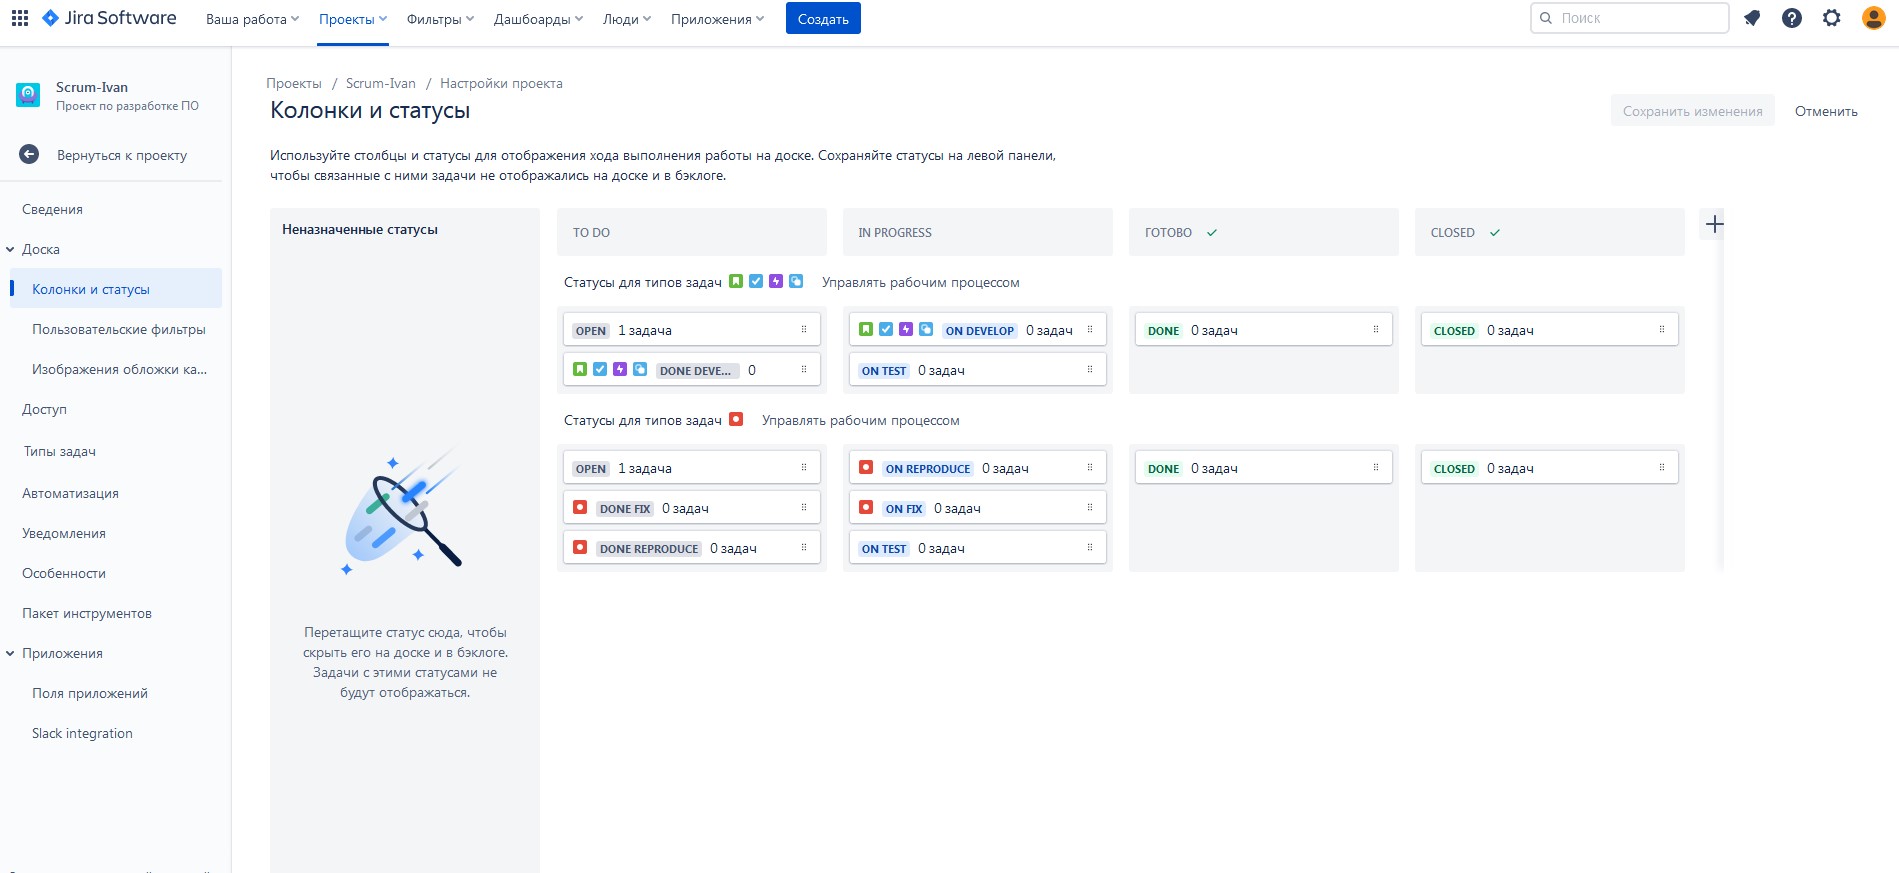 Jira Software
Ваша работа
Проекты
Фильтры
Дашборды
Люди
Приложения
Создать
Поиск
Scrum-Ivan
Проект по разработке ПО
Вернуться к проекту
Сведения
Доска
Колонки и статусы
Пользовательские фильтры
Изображения обложки ка...
Доступ
Типы задач
Автоматизация
Уведомления
Особенности
Пакет инструментов
Приложения
Поля приложений
Slack integration
Проекты / Scrum-Ivan / Настройки проекта
Колонки и статусы
Сохранить изменения
Отменить
Используйте столбцы и статусы для отображения хода выполнения работы на доске. Сохраняйте статусы на левой панели,
чтобы связанные с ними задачи не отображались на доске и в бэклоге.
Неназначенные статусы
Перетащите статус сюда, чтобы
скрыть его на доске и в бэклоге.
Задачи с этими статусами не
будут отображаться.
TO DO
IN PROGRESS
ГОТОВО
CLOSED
Статусы для типов задач
Управлять рабочим процессом
OPEN 1 задача
ON DEVELOP 0 задач
DONE 0 задач
CLOSED 0 задач
DONE DEVE... 0
ON TEST 0 задач
Статусы для типов задач
Управлять рабочим процессом
OPEN 1 задача
ON REPRODUCE 0 задач
DONE 0 задач
CLOSED 0 задач
DONE FIX 0 задач
ON FIX 0 задач
DONE REPRODUCE 0 задач
ON TEST 0 задач